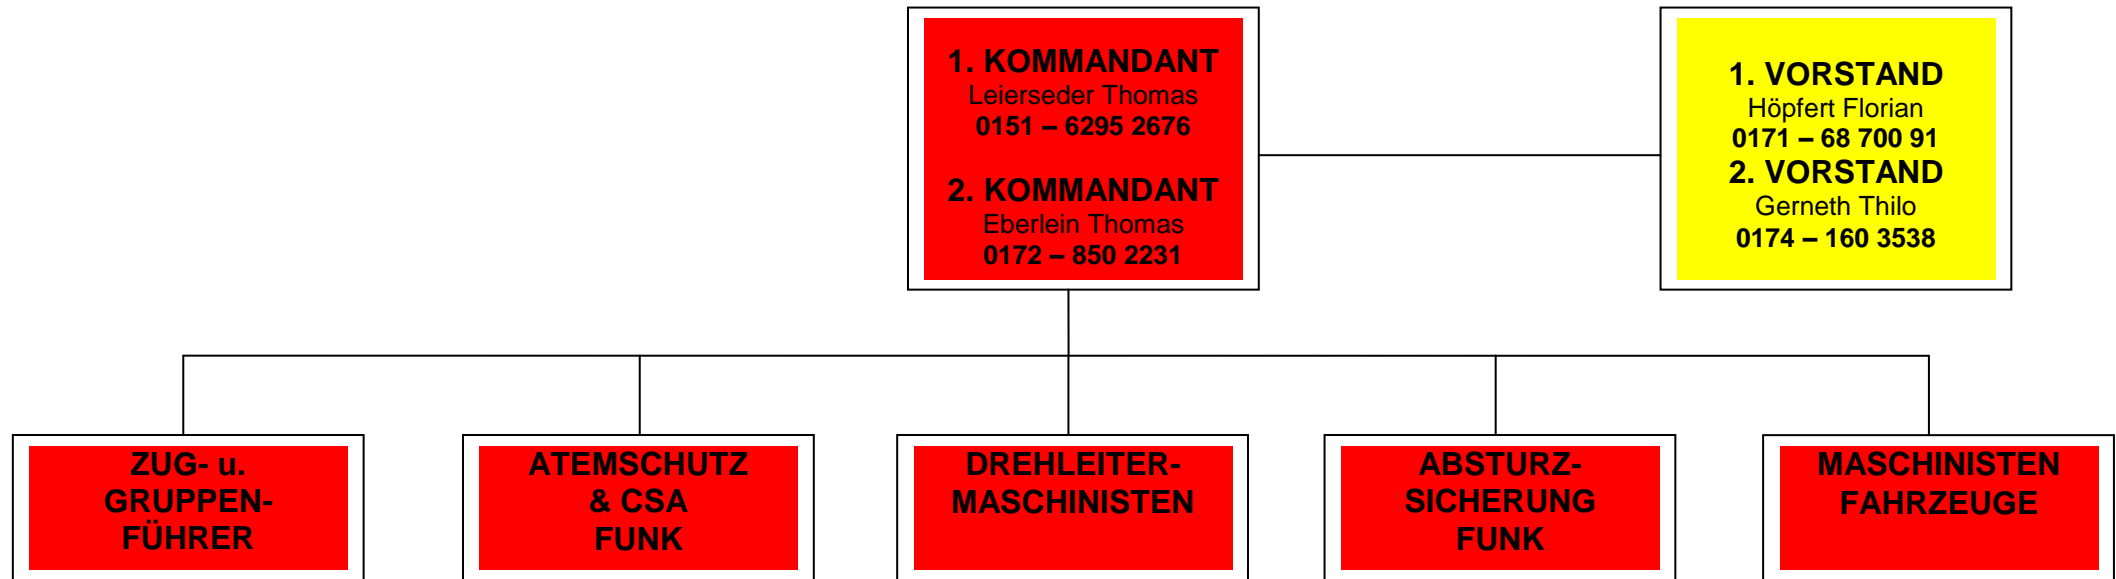 1. KOMMANDANT
Leierseder Thomas
0151 – 6295 2676
2. KOMMANDANT
Eberlein Thomas
0172 – 850 2231
1. VORSTAND
Höpfert Florian
0171 – 68 700 91
2. VORSTAND
Gerneth Thilo
0174 – 160 3538
ZUG- u.
GRUPPEN-
FÜHRER
ATEMSCHUTZ
& CSA
FUNK
DREHLEITER-
MASCHINISTEN
ABSTURZ-
SICHERUNG
FUNK
MASCHINISTEN
FAHRZEUGE